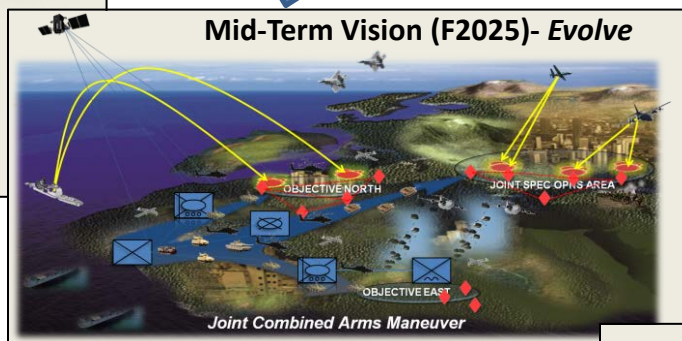 Mid-Term Vision (F2025)- Evolve
OBJECTIVE NORTH
JOINT SPEC OPNS AREA
OBJECTIVE EAST
Joint Combined Arms Maneuver